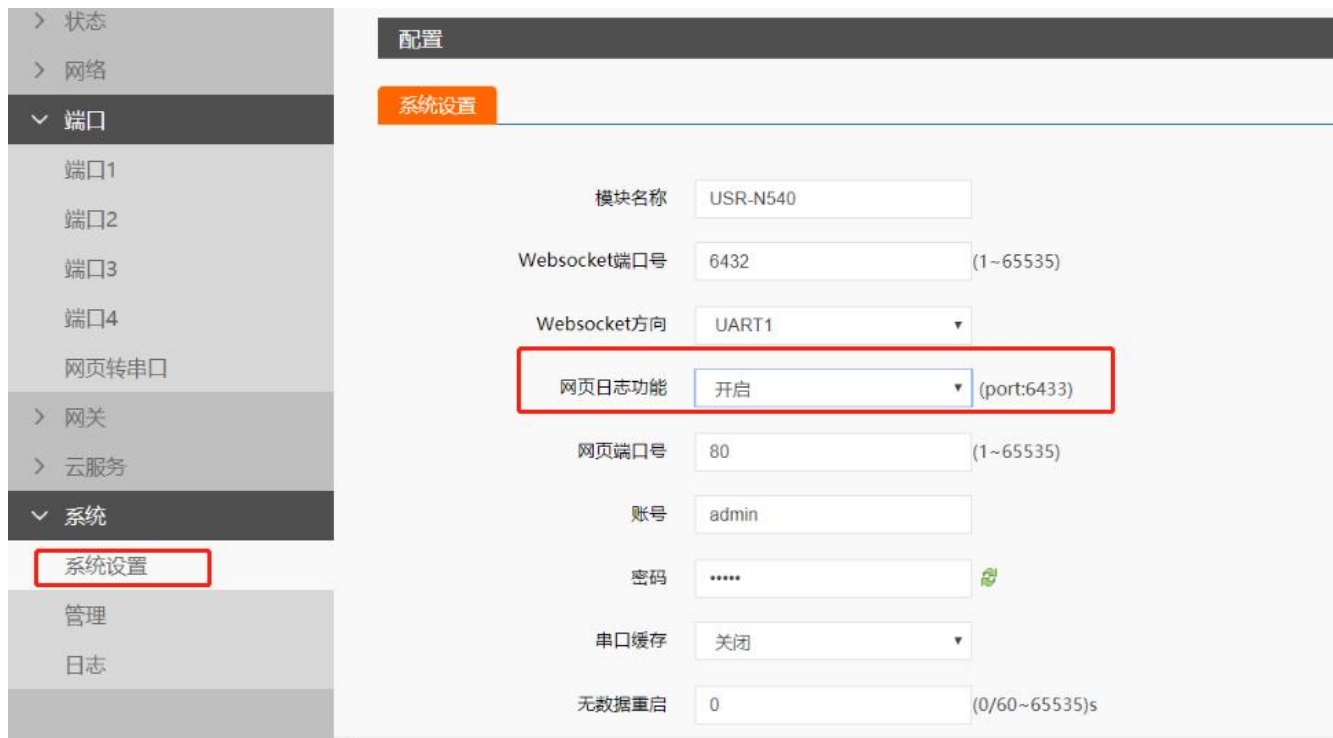 状态
网络
端口
端口1
端口2
端口3
端口4
网页转串口
网关
云服务
系统
系统设置
管理
日志
配置
系统设置
模块名称 USR-N540
Websocket端口号 6432 (1~65535)
Websocket方向 UART1
网页日志功能 开启 (port:6433)
网页端口号 80 (1~65535)
账号 admin
密码 •••••
串口缓存 关闭
无数据重启 0 (0/60~65535)s